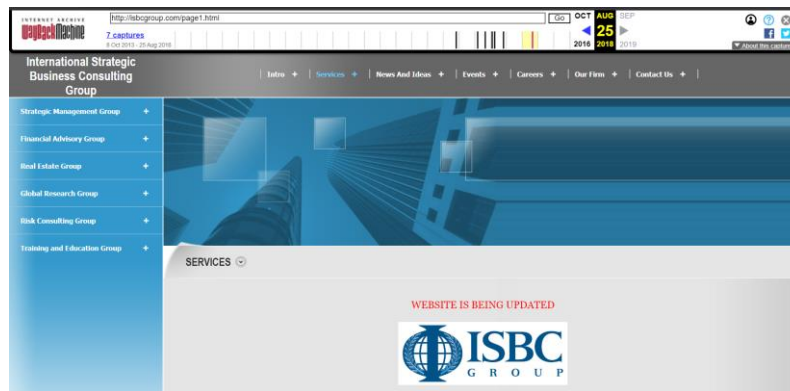 INTERNET ARCHIVE
WayBackMachine
http://isbcgroup.com/page1.html
Go
OCT AUG SEP
7 captures
25
8 Oct 2013 - 25 Aug 2018
2016 2018 2019
About this capture
International Strategic
Business Consulting
Group
| Intro + | Services + | News And Ideas + | Events + | Careers + | Our Firm + | Contact Us + |
Strategic Management Group +
Financial Advisory Group +
Real Estate Group +
Global Research Group +
Risk Consulting Group +
Training and Education Group +
SERVICES
WEBSITE IS BEING UPDATED
ISBC
GROUP